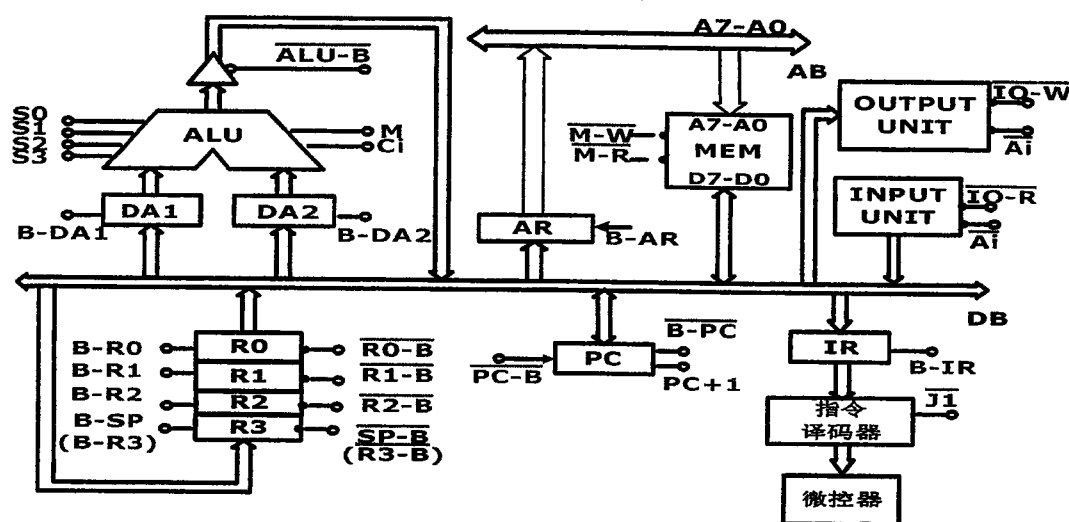 A7-A0
ALU-B
AB
IO-W
OUTPUT
UNIT
Ai
S0
S1
S2
S3
ALU
M
Ci
M-W
M-R
A7-A0
MEM
D7-D0
INPUT
UNIT
IO-R
Ai
DA1
DA2
B-DA1
B-DA2
AR
B-AR
DB
B-R0
R0
R0-B
B-R1
R1
R1-B
B-R2
R2
R2-B
B-SP
(B-R3)
R3
SP-B
(R3-B)
B-PC
PC-B
PC
PC+1
IR
B-IR
指令
译码器
J1
微控器